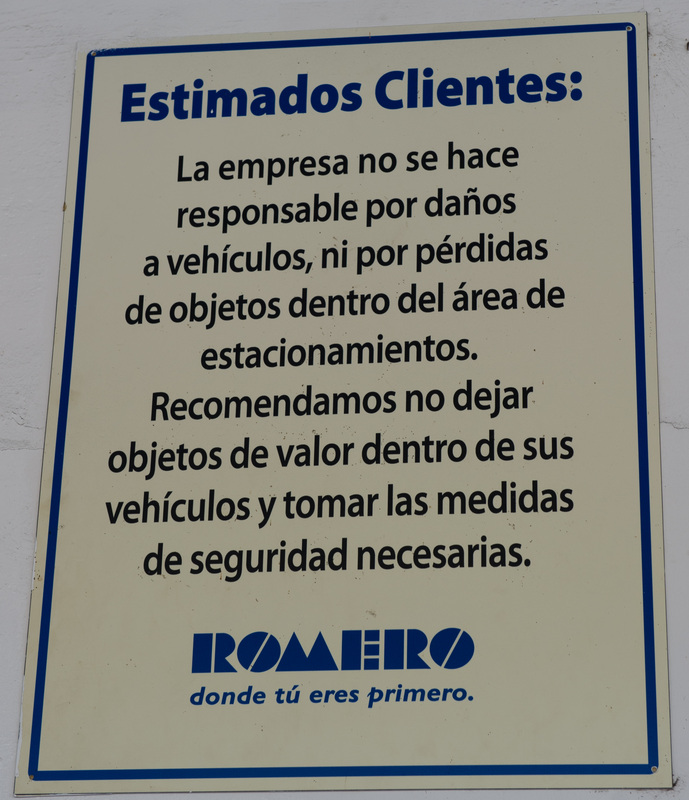 Estimados Clientes:
La empresa no se hace
responsable por daños
a vehículos, ni por pérdidas
de objetos dentro del área de
estacionamientos.
Recomendamos no dejar
objetos de valor dentro de sus
vehículos y tomar las medidas
de seguridad necesarias.
ROMERO
donde tú eres primero.